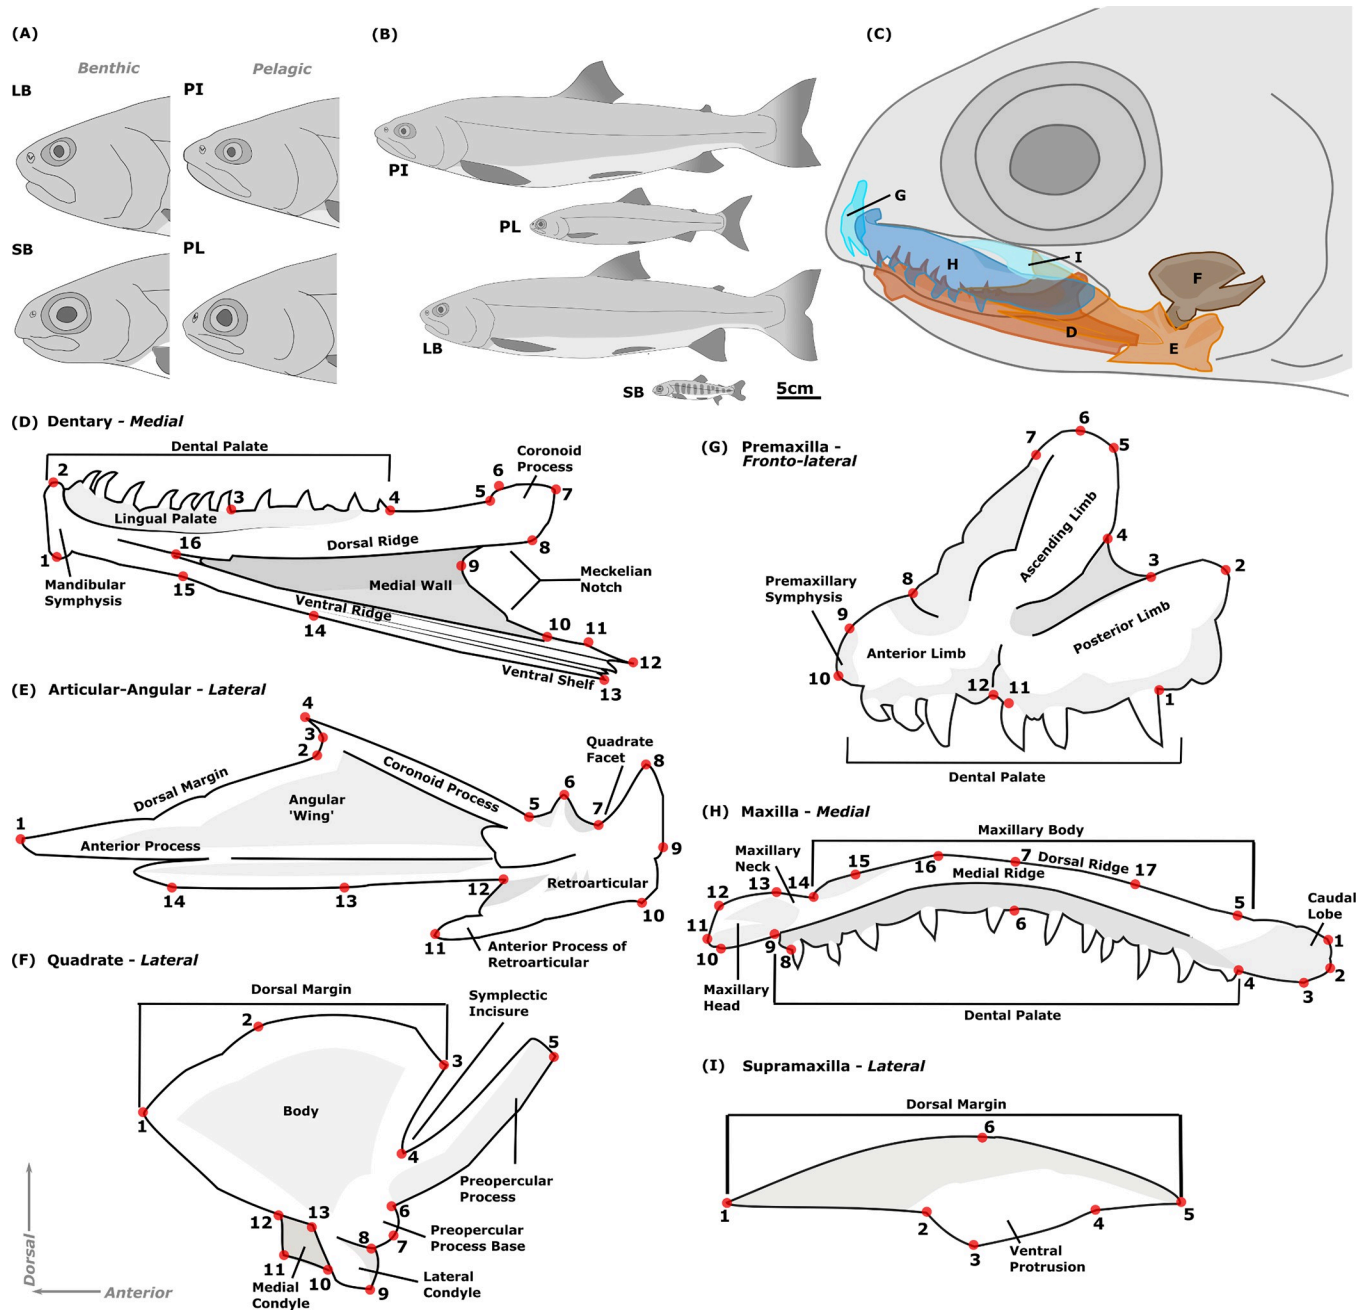 (A)
Benthic
Pelagic
LB
PI
SB
PL
(B)
PI
PL
LB
SB
5cm
(C)
G
H
I
D
E
F
(D) Dentary - Medial
Dental Palate
Coroniod
Process
2
3
4
5
6
7
Lingual Palate
Dorsal Ridge
8
16
1
Mandibular
Symphysis
15
Medial Wall
9
Meckelian
Notch
Ventral Ridge
14
10
11
12
Ventral Shelf
13
(E) Articular-Angular - Lateral
4
3
2
Dorsal Margin
Coronoid Process
Quadrate
Facet
8
6
5
7
Angular
'Wing'
1
Anterior Process
9
12
Retroarticular
14
13
10
11
Anterior Process of
Retroarticular
(F) Quadrate - Lateral
Dorsal Margin
Symplectic
Incisure
2
3
5
Body
1
4
Preopercular
Process
6
12
13
Preopercular
Process Base
8
7
11
10
Medial
Condyle
Lateral
Condyle
9
Dorsal
Anterior
(G) Premaxilla -
Fronto-lateral
6
7
5
Ascending Limb
4
3
2
Premaxillary
Symphysis
8
9
Posterior Limb
Anterior Limb
10
12
11
1
Dental Palate
(H) Maxilla - Medial
Maxillary Body
Maxillary
Neck
15
16
7
Dorsal Ridge
17
13
14
12
Medial Ridge
5
Caudal
Lobe
11
10
9
8
6
1
2
4
3
Maxillary
Head
Dental Palate
(I) Supramaxilla - Lateral
Dorsal Margin
6
1
2
3
4
5
Ventral
Protrusion